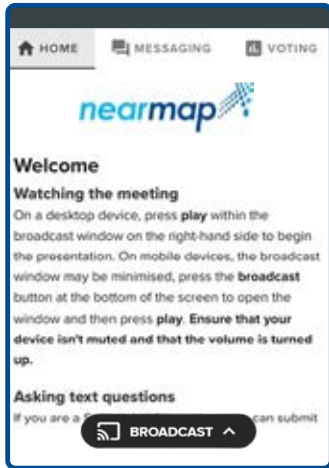 HOME MESSAGING VOTING
nearmap
Welcome
Watching the meeting
On a desktop device, press play within the
broadcast window on the right-hand side to begin
the presentation. On mobile devices, the broadcast
window may be minimised, press the broadcast
button at the bottom of the screen to open the
window and then press play. Ensure that your
device isn't muted and that the volume is turned
up.
Asking text questions
If you are a can submit
BROADCAST